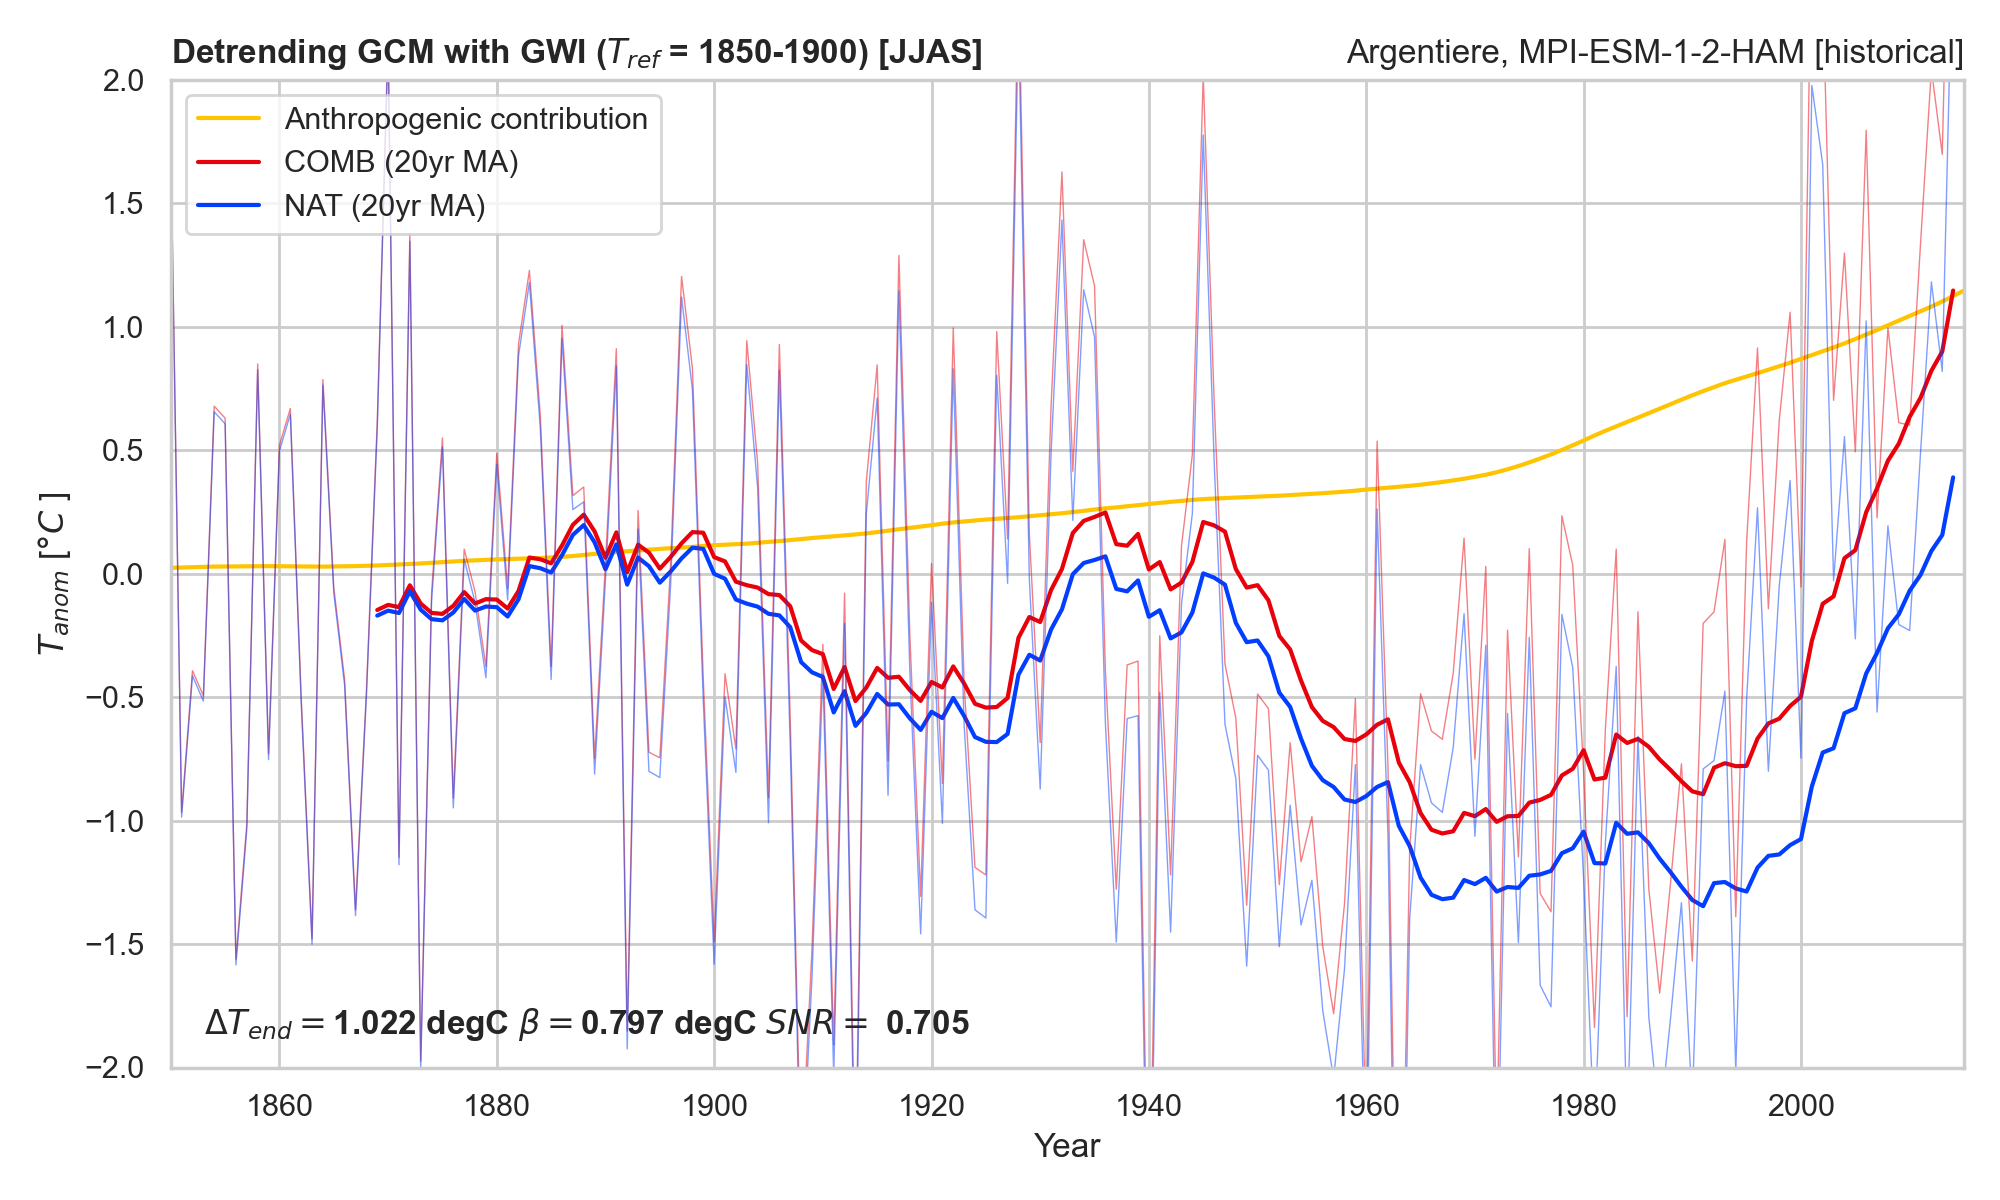 Detrending GCM with GWI (T_ref = 1850-1900) [JJAS]
Argentiere, MPI-ESM-1-2-HAM [historical]
Anthropogenic contribution
COMB (20yr MA)
NAT (20yr MA)
2.0
1.5
1.0
0.5
0.0
−0.5
−1.0
−1.5
−2.0
T_anom [°C]
ΔT_end = 1.022 degC β = 0.797 degC SNR = 0.705
1860 1880 1900 1920 1940 1960 1980 2000
Year